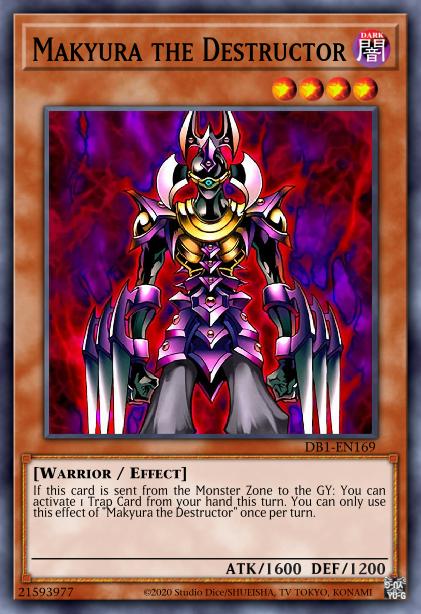 MAKYURA THE DESTRUCTOR
DARK
闇
DB1-EN169
[WARRIOR / EFFECT]
If this card is sent from the Monster Zone to the GY: You can
activate 1 Trap Card from your hand this turn. You can only use
this effect of "Makyura the Destructor" once per turn.
ATK/1600 DEF/1200
21593977
©2020 Studio Dice/SHUEISHA, TV TOKYO, KONAMI